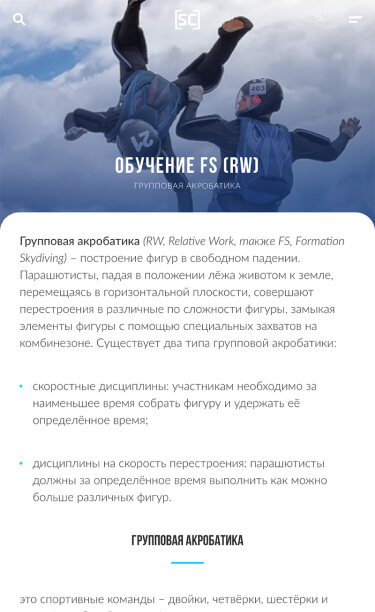 [SC]
403
21
ОБУЧЕНИЕ FS (RW)
ГРУППОВАЯ АКРОБАТИКА
Групповая акробатика (RW, Relative Work, также FS, Formation
Skydiving) – построение фигур в свободном падении.
Парашютисты, падая в положении лёжа животом к земле,
перемещаясь в горизонтальной плоскости, совершают
перестроения в различные по сложности фигуры, замыкая
элементы фигуры с помощью специальных захватов на
комбинезоне. Существует два типа групповой акробатики:
скоростные дисциплины: участникам необходимо за
наименьшее время собрать фигуру и удержать её
определённое время;
дисциплины на скорость перестроения: парашютисты
должны за определённое время выполнить как можно
больше различных фигур.
ГРУППОВАЯ АКРОБАТИКА
это спортивные команды – двойки, четвёрки, шестёрки и